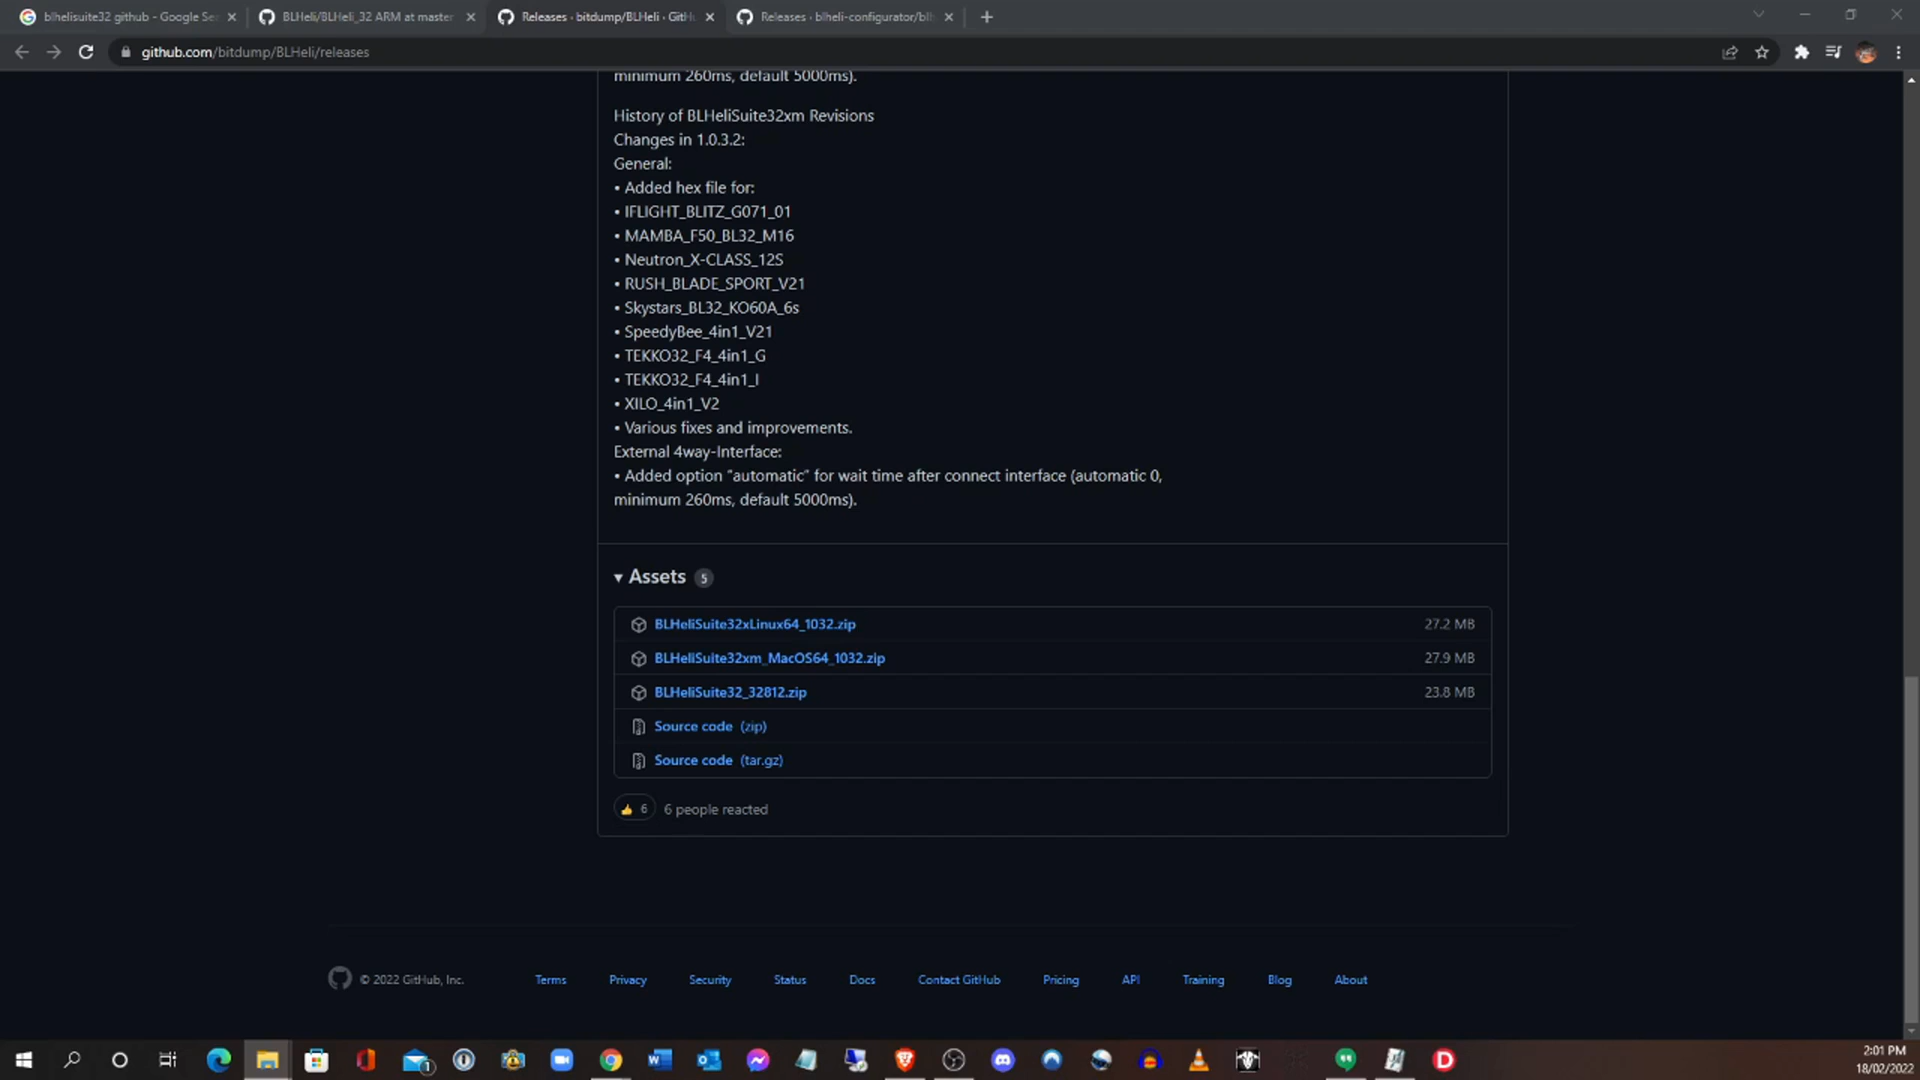 blhelisuite32 github - Google Se
BLHeli/BLHeli_32 ARM at master
Releases · bitdump/BLHeli · GitH
Releases · blheli-configurator/bl
github.com/bitdump/BLHeli/releases
minimum 260ms, default 5000ms).
History of BLHeliSuite32xm Revisions
Changes in 1.0.3.2:
General:
• Added hex file for:
• IFLIGHT_BLITZ_G071_01
• MAMBA_F50_BL32_M16
• Neutron_X-CLASS_12S
• RUSH_BLADE_SPORT_V21
• Skystars_BL32_KO60A_6s
• SpeedyBee_4in1_V21
• TEKKO32_F4_4in1_G
• TEKKO32_F4_4in1_I
• XILO_4in1_V2
• Various fixes and improvements.
External 4way-Interface:
• Added option "automatic" for wait time after connect interface (automatic 0,
minimum 260ms, default 5000ms).
Assets 5
BLHeliSuite32xLinux64_1032.zip 27.2 MB
BLHeliSuite32xm_MacOS64_1032.zip 27.9 MB
BLHeliSuite32_32812.zip 23.8 MB
Source code (zip)
Source code (tar.gz)
6 6 people reacted
© 2022 GitHub, Inc. Terms Privacy Security Status Docs Contact GitHub Pricing API Training Blog About
2:01 PM
18/02/2022